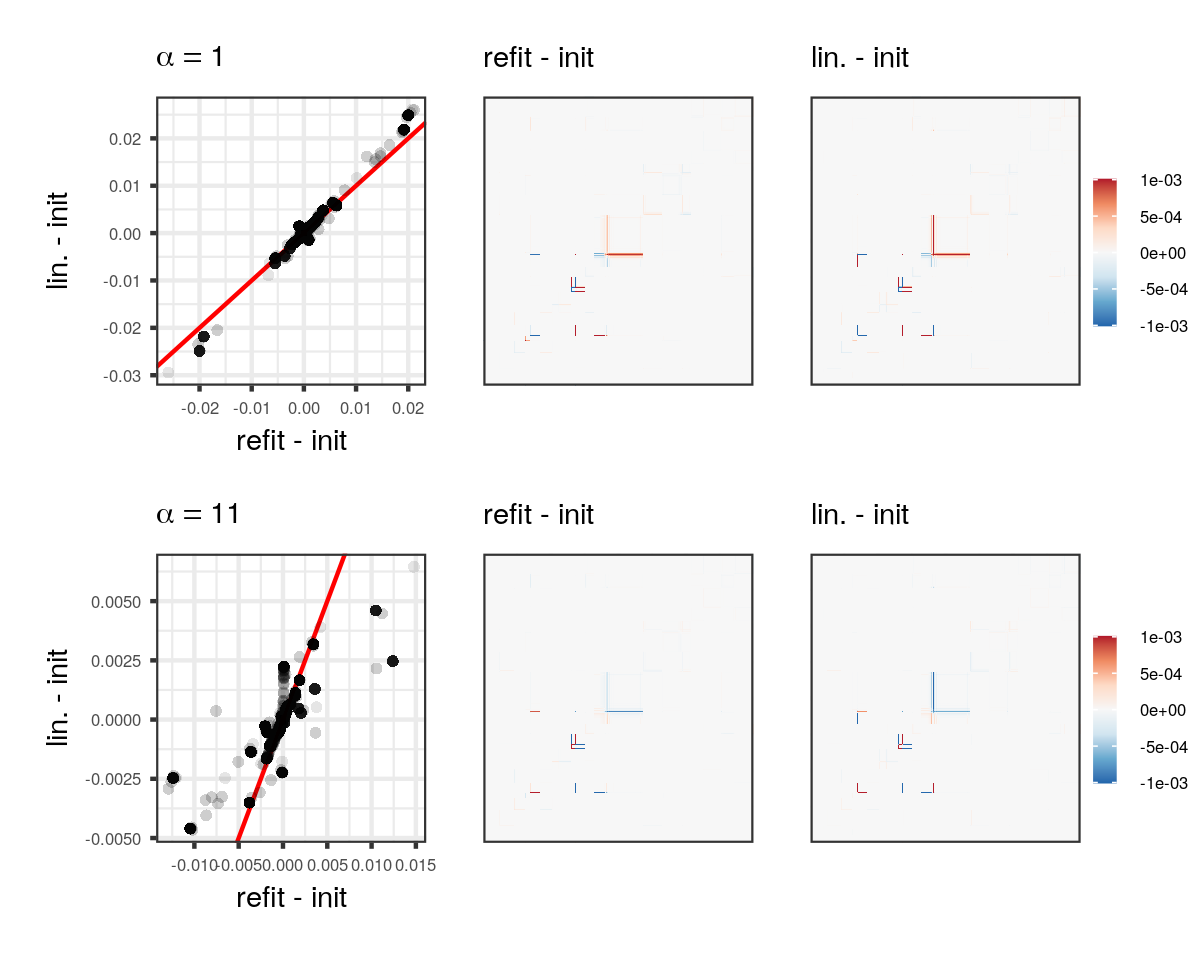 α = 1
refit - init
lin. - init
lin. - init
0.02
0.01
0.00
-0.01
-0.02
-0.03
-0.02 -0.01 0.00 0.01 0.02
refit - init
1e-03
5e-04
0e+00
-5e-04
-1e-03
α = 11
refit - init
lin. - init
lin. - init
0.0050
0.0025
0.0000
-0.0025
-0.0050
-0.010 -0.005 0.000 0.005 0.010 0.015
refit - init
1e-03
5e-04
0e+00
-5e-04
-1e-03